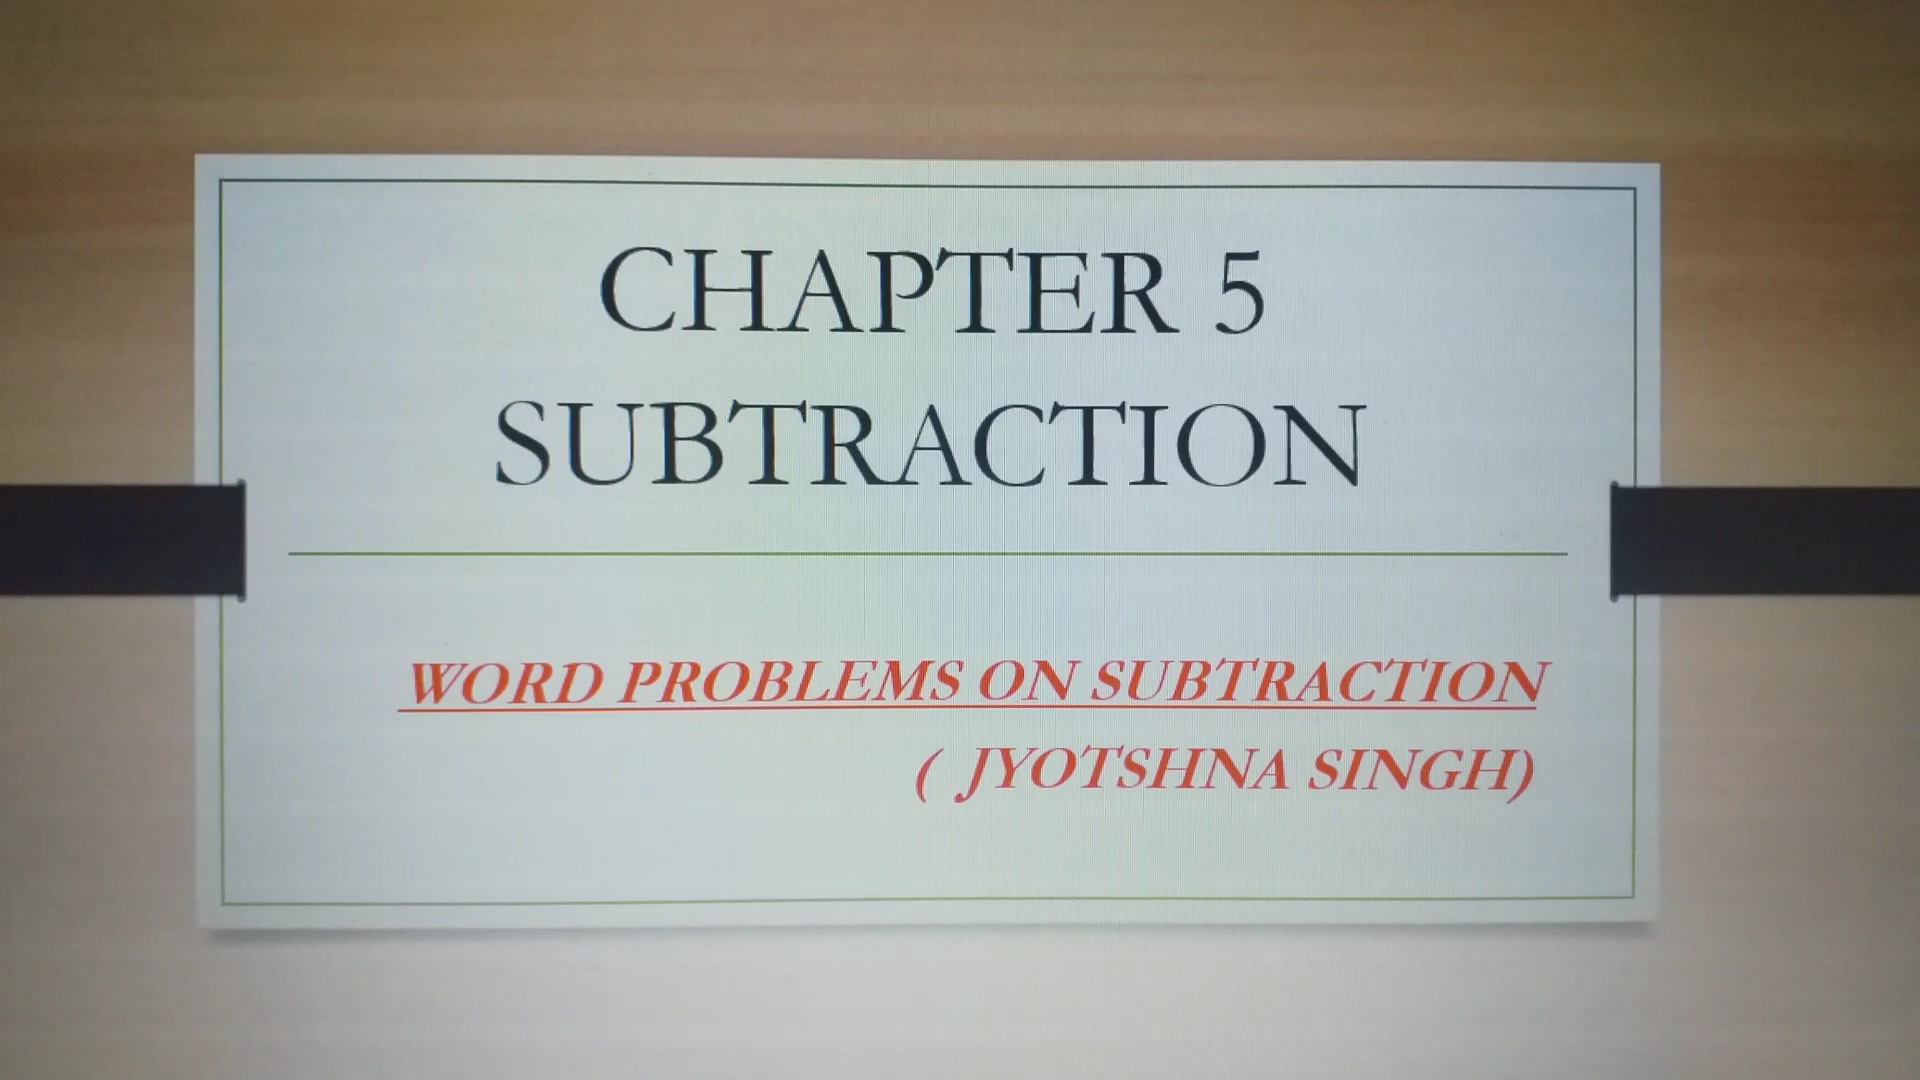 CHAPTER 5
SUBTRACTION
WORD PROBLEMS ON SUBTRACTION
( JYOTSHNA SINGH)